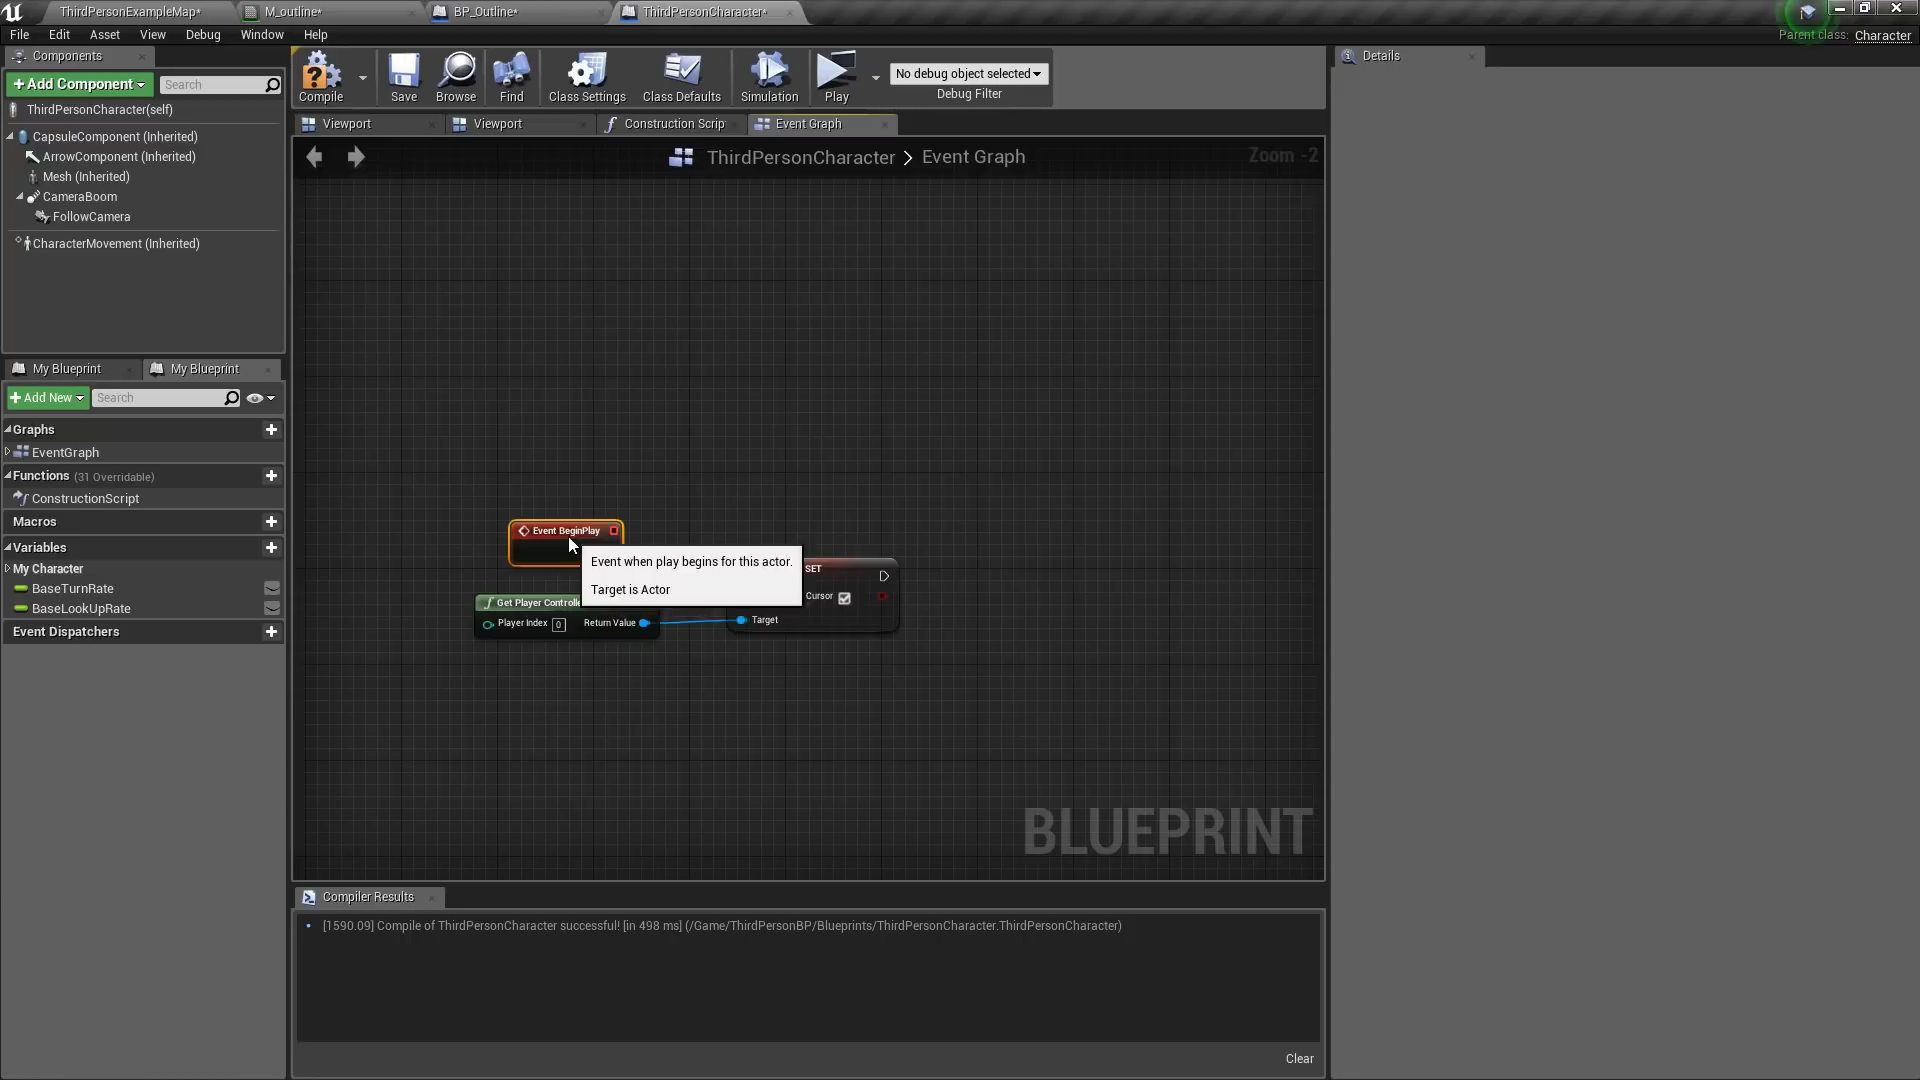 ThirdPersonExampleMap*
M_outline*
BP_Outline*
ThirdPersonCharacter*
File Edit Asset View Debug Window Help
Parent class: Character
Components
+Add Component
Search
ThirdPersonCharacter(self)
CapsuleComponent (Inherited)
ArrowComponent (Inherited)
Mesh (Inherited)
CameraBoom
FollowCamera
CharacterMovement (Inherited)
Compile
Save
Browse
Find
Class Settings
Class Defaults
Simulation
Play
No debug object selected
Debug Filter
Viewport
Viewport
Construction Scrip
Event Graph
ThirdPersonCharacter > Event Graph
Zoom -2
My Blueprint
My Blueprint
+Add New
Search
Graphs
EventGraph
Functions (31 Overridable)
ConstructionScript
Macros
Variables
My Character
BaseTurnRate
BaseLookUpRate
Event Dispatchers
Event BeginPlay
Event when play begins for this actor.
Target is Actor
SET
Cursor
Target
Get Player Controlle
Player Index 0
Return Value
BLUEPRINT
Compiler Results
[1590.09] Compile of ThirdPersonCharacter successful! [in 498 ms] (/Game/ThirdPersonBP/Blueprints/ThirdPersonCharacter.ThirdPersonCharacter)
Clear
Details